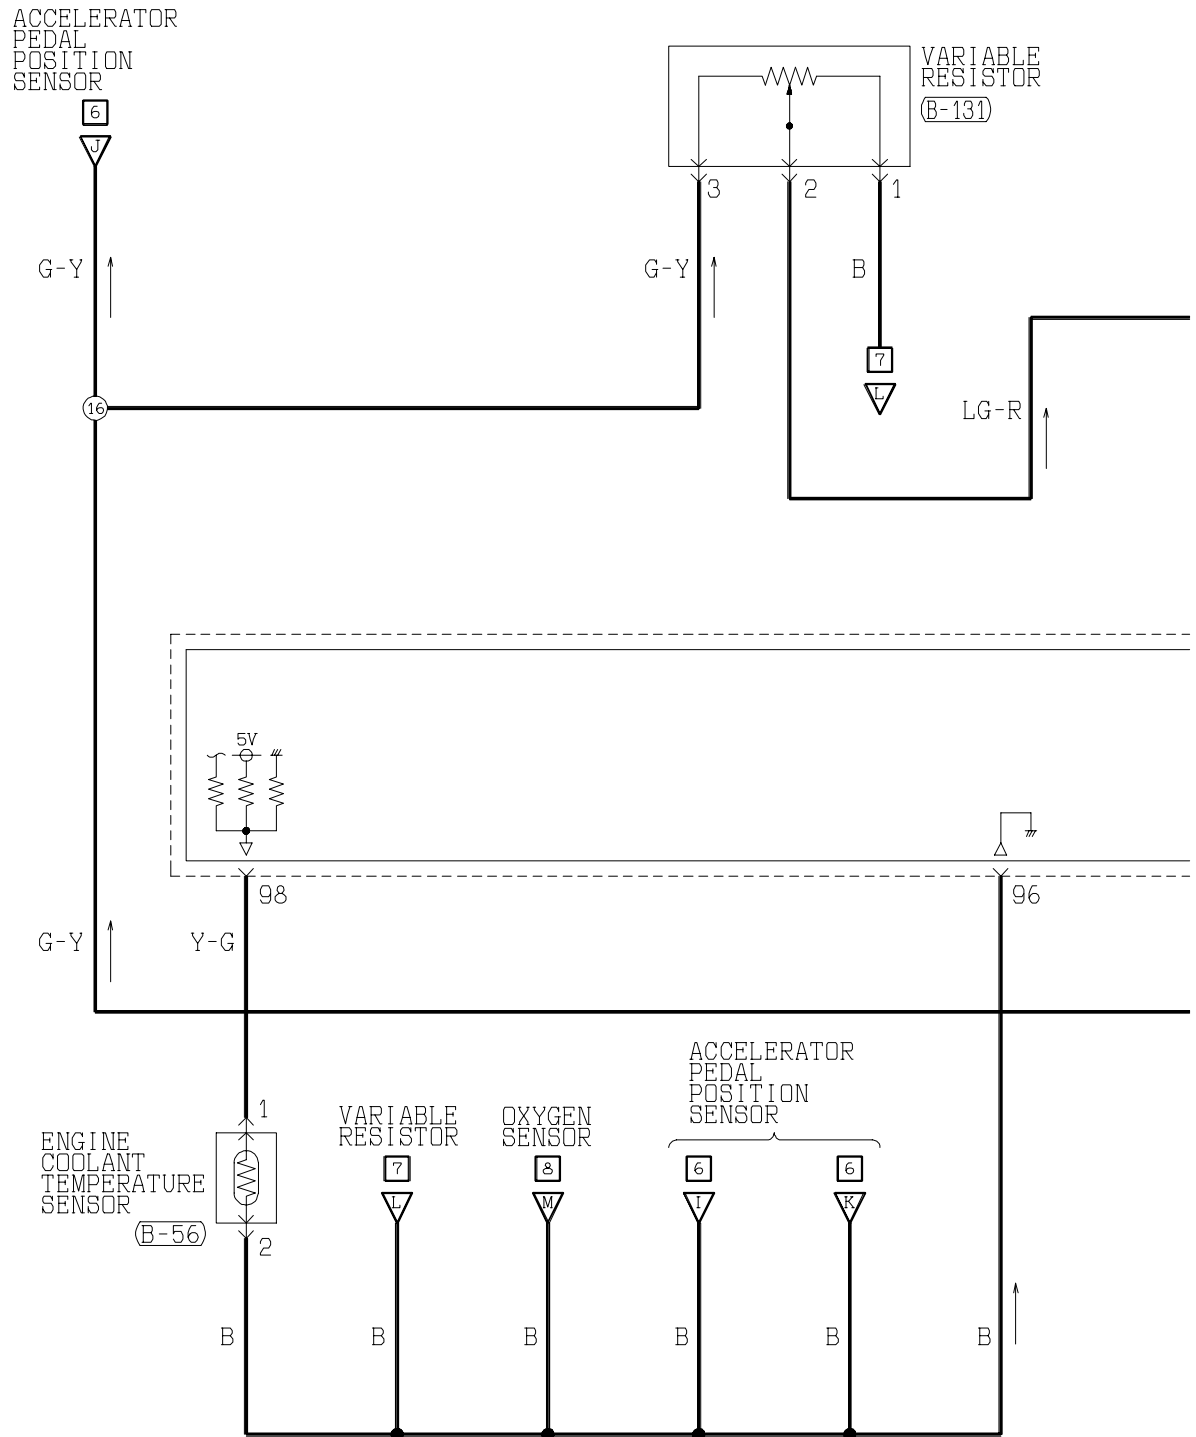 ACCELERATOR
PEDAL
POSITION
SENSOR
6
J
VARIABLE
RESISTOR
(B-131)
3
2
1
G-Y
G-Y
B
7
L
16
LG-R
5V
98
96
G-Y
Y-G
ACCELERATOR
PEDAL
POSITION
SENSOR
1
VARIABLE
RESISTOR
OXYGEN
SENSOR
ENGINE
COOLANT
TEMPERATURE
SENSOR
(B-56)
7
8
6
6
L
M
I
K
2
B
B
B
B
B
B